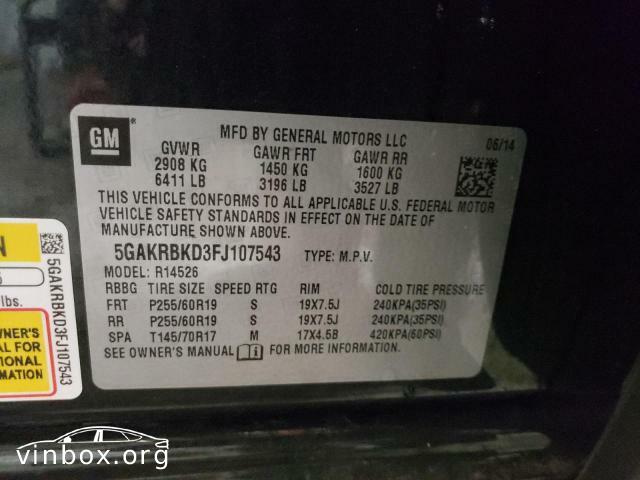 GM
MFD BY GENERAL MOTORS LLC
06/14
GVWR GAWR FRT GAWR RR
2908 KG 1450 KG 1600 KG
6411 LB 3196 LB 3527 LB
THIS VEHICLE CONFORMS TO ALL APPLICABLE U.S. FEDERAL MOTOR
VEHICLE SAFETY STANDARDS IN EFFECT ON THE DATE OF
MANUFACTURE SHOWN ABOVE.
5GAKRBKD3FJ107543 TYPE: M.P.V.
MODEL: R14526
RBBG TIRE SIZE SPEED RTG RIM COLD TIRE PRESSURE
FRT P255/60R19 S 19X7.5J 240KPA(35PSI)
RR P255/60R19 S 19X7.5J 240KPA(35PSI)
SPA T145/70R17 M 17X4.5B 420KPA(60PSI)
SEE OWNER'S MANUAL FOR MORE INFORMATION.
N
lbs.
WNER'S
AL FOR
TIONAL
RMATION
5GAKRBKD3FJ107543
vinbox.org